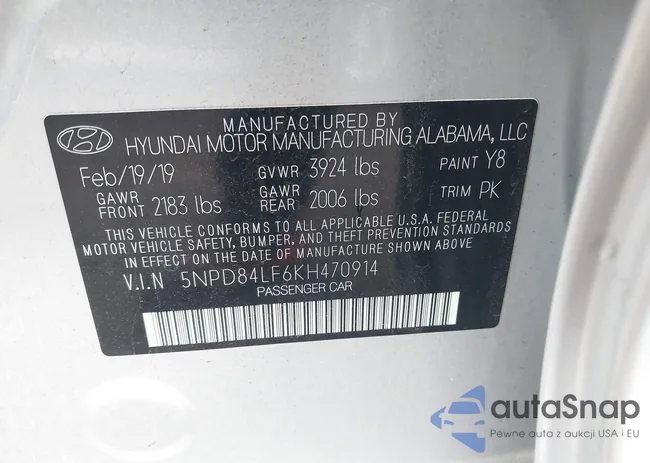 MANUFACTURED BY
HYUNDAI MOTOR MANUFACTURING ALABAMA, LLC
Feb/19/19 GVWR 3924 lbs PAINT Y8
GAWR FRONT 2183 lbs GAWR REAR 2006 lbs TRIM PK
THIS VEHICLE CONFORMS TO ALL APPLICABLE U.S.A. FEDERAL
MOTOR VEHICLE SAFETY, BUMPER, AND THEFT PREVENTION STANDARDS
IN EFFECT ON THE DATE OF MANUFACTURE SHOWN ABOVE.
V.I.N 5NPD84LF6KH470914
PASSENGER CAR
autaSnap
Pewne auta z aukcji USA i EU